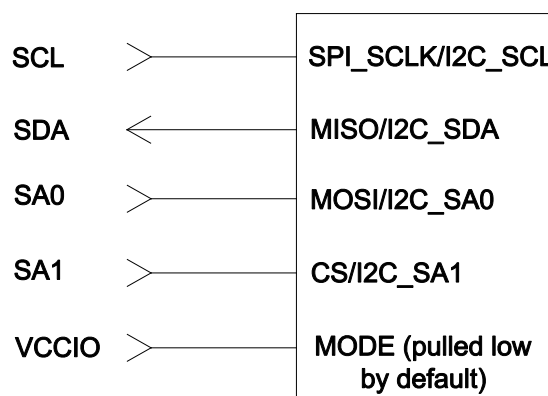 SCL SPI_SCLK/I2C_SCL
SDA MISO/I2C_SDA
SA0 MOSI/I2C_SA0
SA1 CS/I2C_SA1
VCCIO MODE (pulled low
by default)